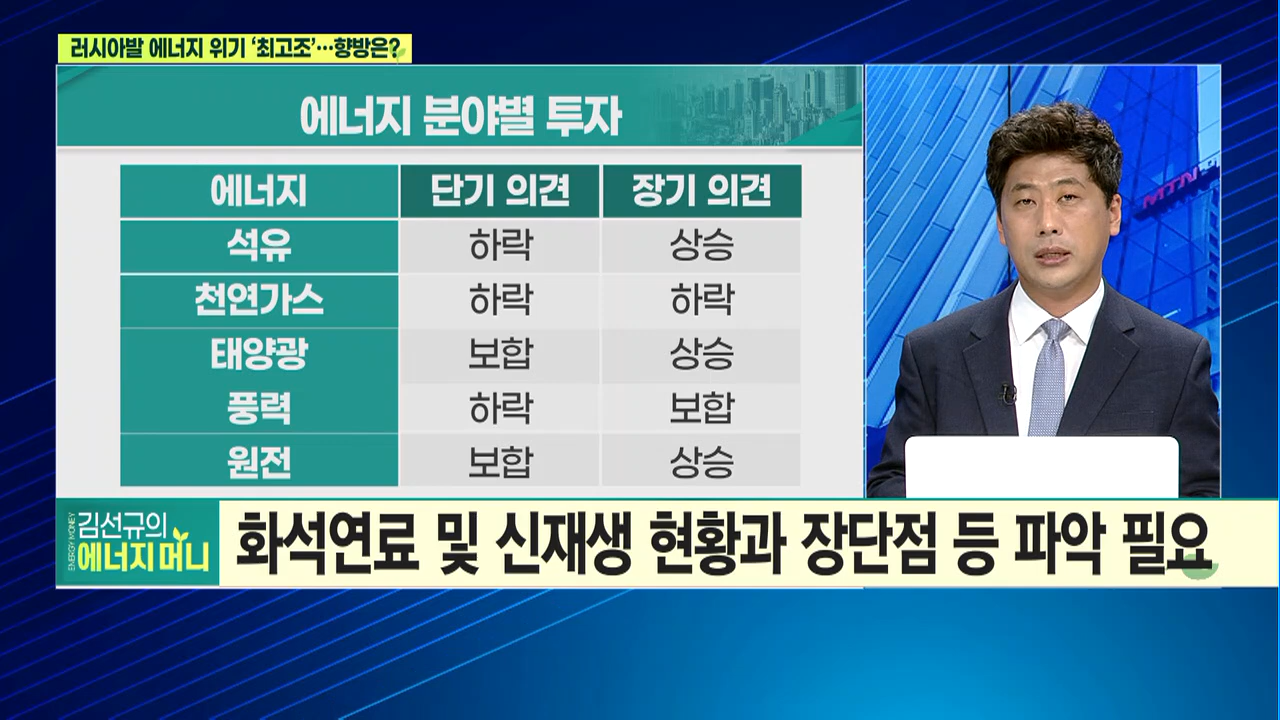 러시아발 에너지 위기 '최고조'…향방은?
에너지 분야별 투자
에너지 단기 의견 장기 의견
석유 하락 상승
천연가스 하락 하락
태양광 보합 상승
풍력 하락 보합
원전 보합 상승
MTN
ENERGY MONEY
김선규의
에너지 머니
화석연료 및 신재생 현황과 장단점 등 파악 필요